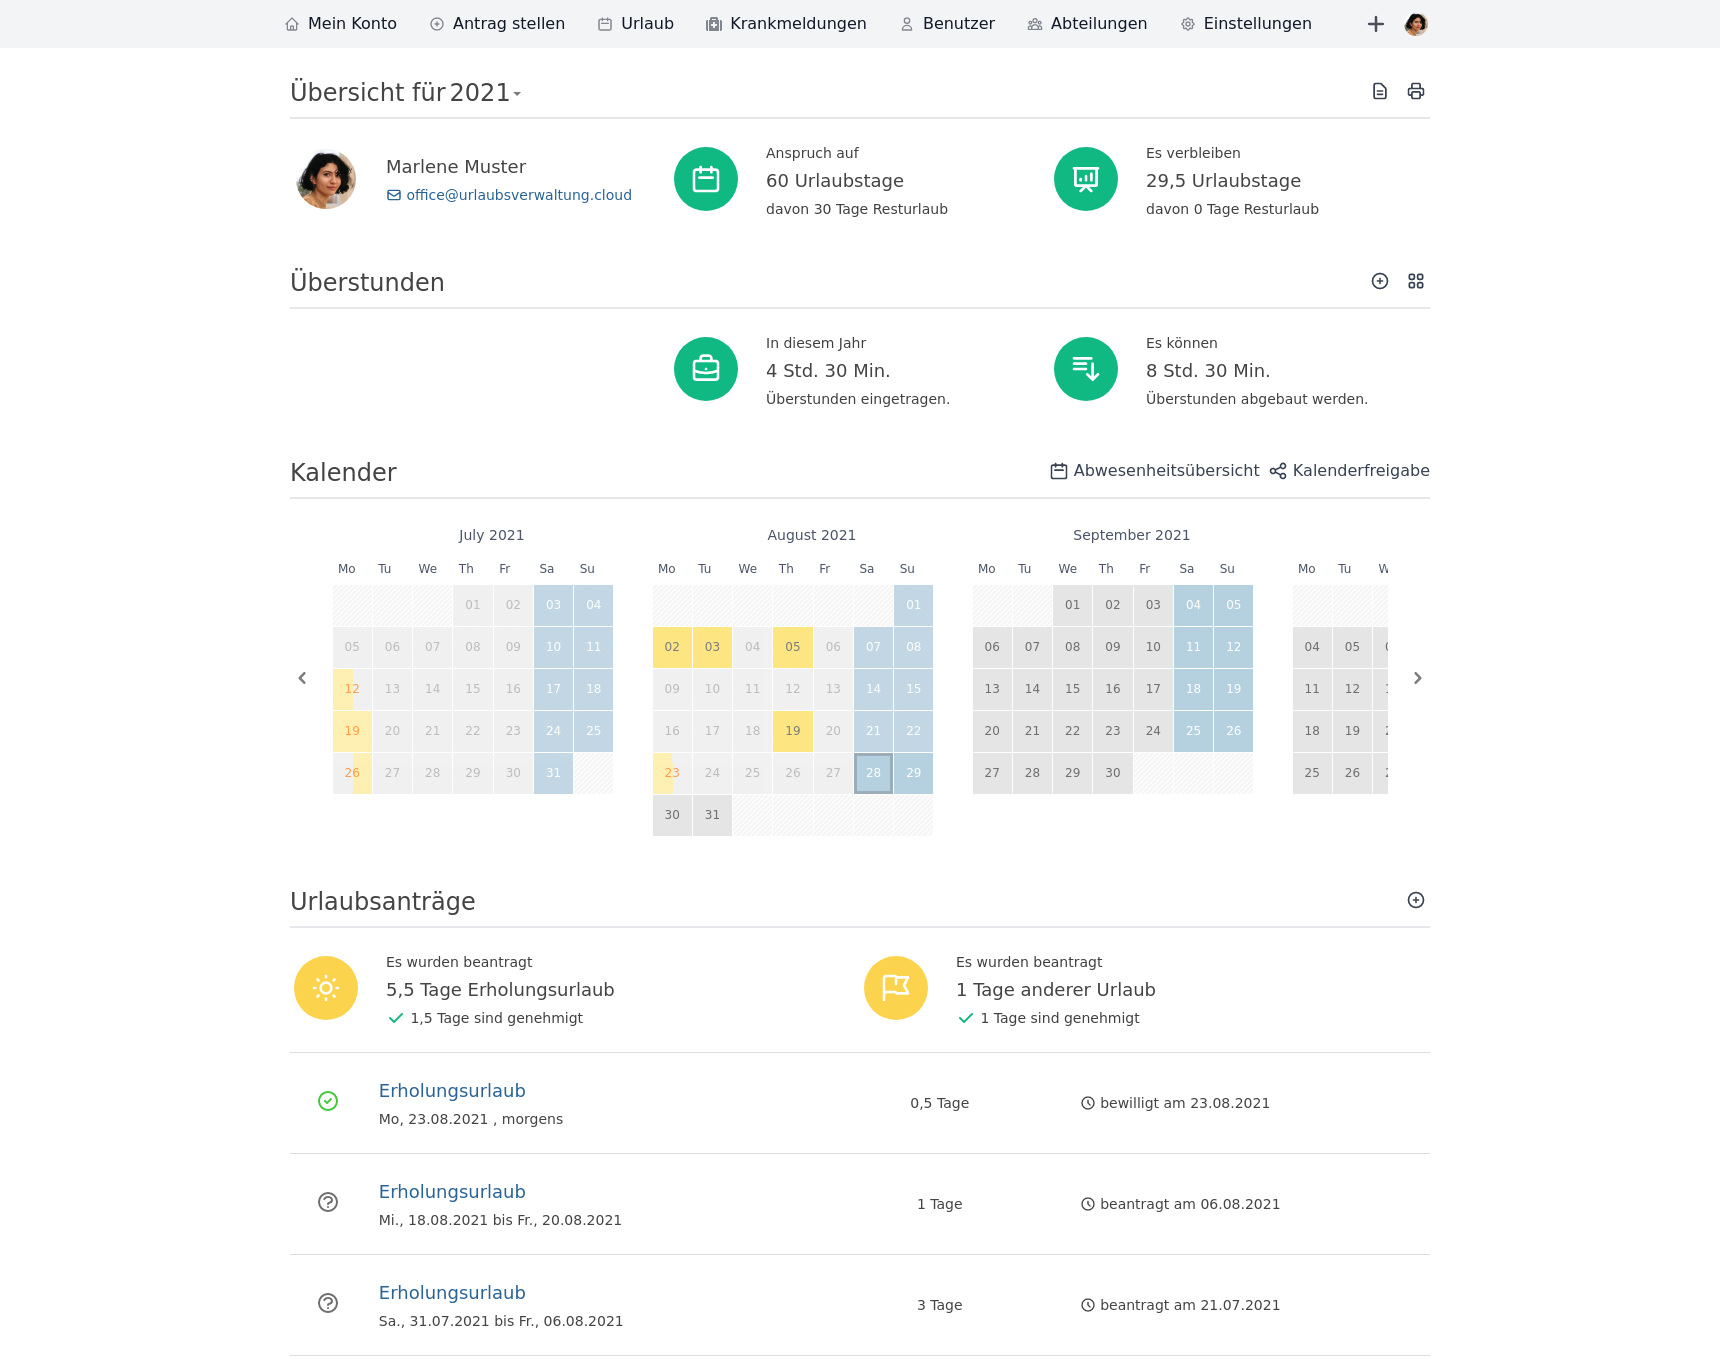 Mein Konto Antrag stellen Urlaub Krankmeldungen Benutzer Abteilungen Einstellungen
Übersicht für 2021
Marlene Muster
office@urlaubsverwaltung.cloud
Anspruch auf
60 Urlaubstage
davon 30 Tage Resturlaub
Es verbleiben
29,5 Urlaubstage
davon 0 Tage Resturlaub
Überstunden
In diesem Jahr
4 Std. 30 Min.
Überstunden eingetragen.
Es können
8 Std. 30 Min.
Überstunden abgebaut werden.
Kalender
Abwesenheitsübersicht Kalenderfreigabe
July 2021
Mo Tu We Th Fr Sa Su
01 02 03 04
05 06 07 08 09 10 11
12 13 14 15 16 17 18
19 20 21 22 23 24 25
26 27 28 29 30 31
August 2021
Mo Tu We Th Fr Sa Su
01
02 03 04 05 06 07 08
09 10 11 12 13 14 15
16 17 18 19 20 21 22
23 24 25 26 27 28 29
30 31
September 2021
Mo Tu We Th Fr Sa Su
01 02 03 04 05
06 07 08 09 10 11 12
13 14 15 16 17 18 19
20 21 22 23 24 25 26
27 28 29 30
Mo Tu
04 05
11 12
18 19
25 26
Urlaubsanträge
Es wurden beantragt
5,5 Tage Erholungsurlaub
1,5 Tage sind genehmigt
Es wurden beantragt
1 Tage anderer Urlaub
1 Tage sind genehmigt
Erholungsurlaub
Mo, 23.08.2021 , morgens
0,5 Tage
bewilligt am 23.08.2021
Erholungsurlaub
Mi., 18.08.2021 bis Fr., 20.08.2021
1 Tage
beantragt am 06.08.2021
Erholungsurlaub
Sa., 31.07.2021 bis Fr., 06.08.2021
3 Tage
beantragt am 21.07.2021